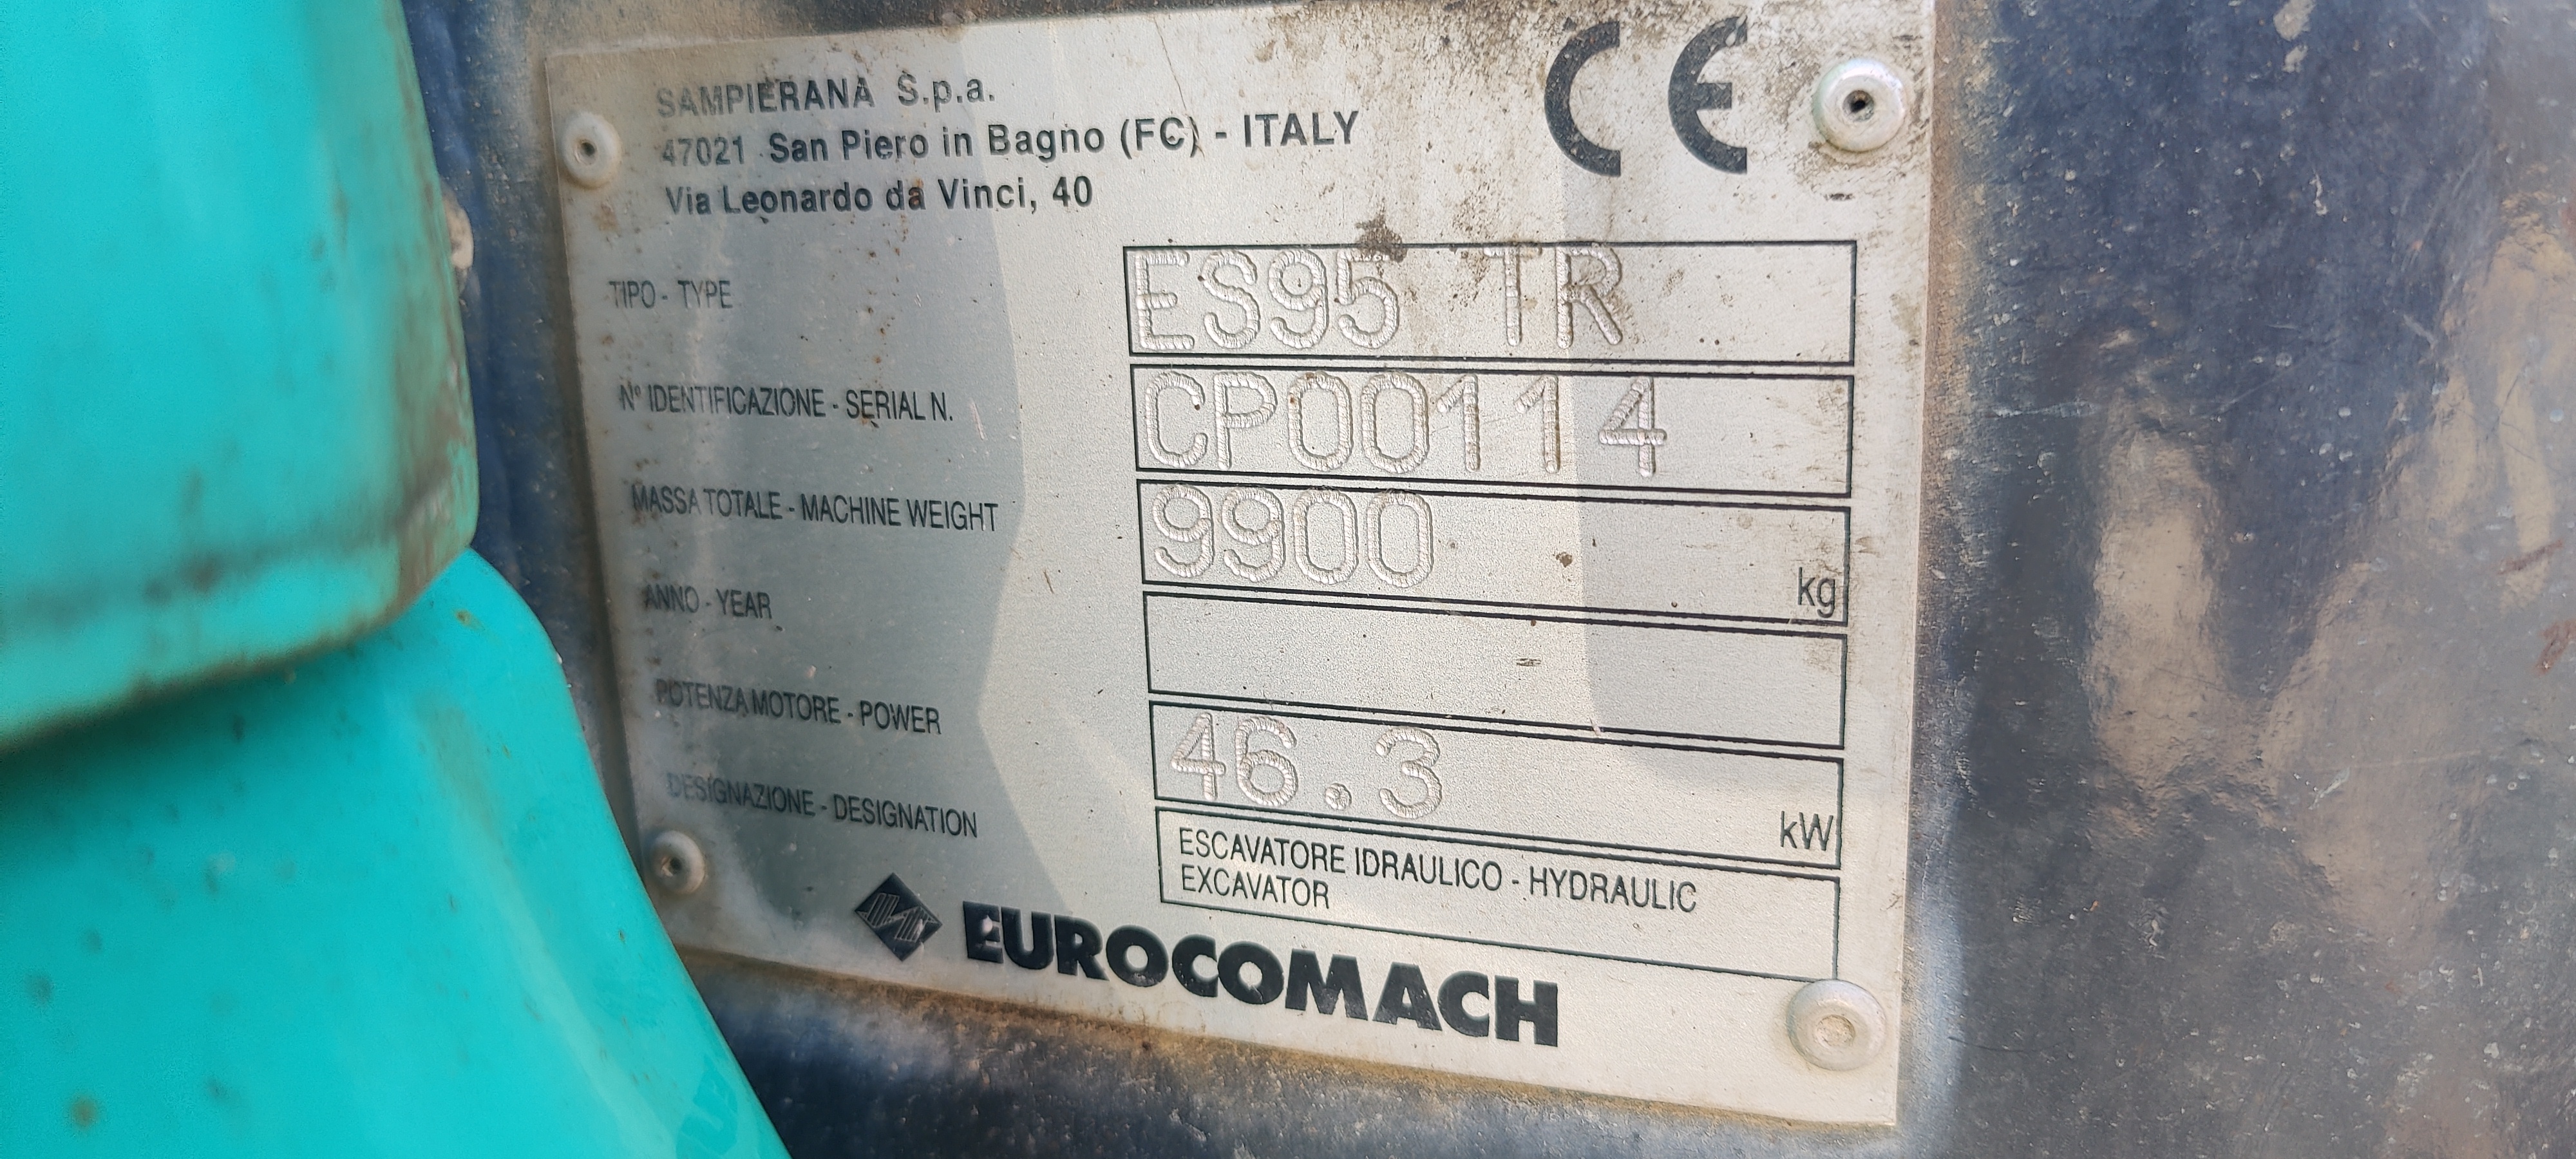 SAMPIERANA S.p.a.
47021 San Piero in Bagno (FC) - ITALY
Via Leonardo da Vinci, 40
CE
TIPO - TYPE ES95 TR
N° IDENTIFICAZIONE - SERIAL N. CP00114
MASSA TOTALE - MACHINE WEIGHT 9900 kg
ANNO - YEAR
POTENZA MOTORE - POWER 46.3 kW
DESIGNAZIONE - DESIGNATION ESCAVATORE IDRAULICO - HYDRAULIC
EXCAVATOR
EUROCOMACH